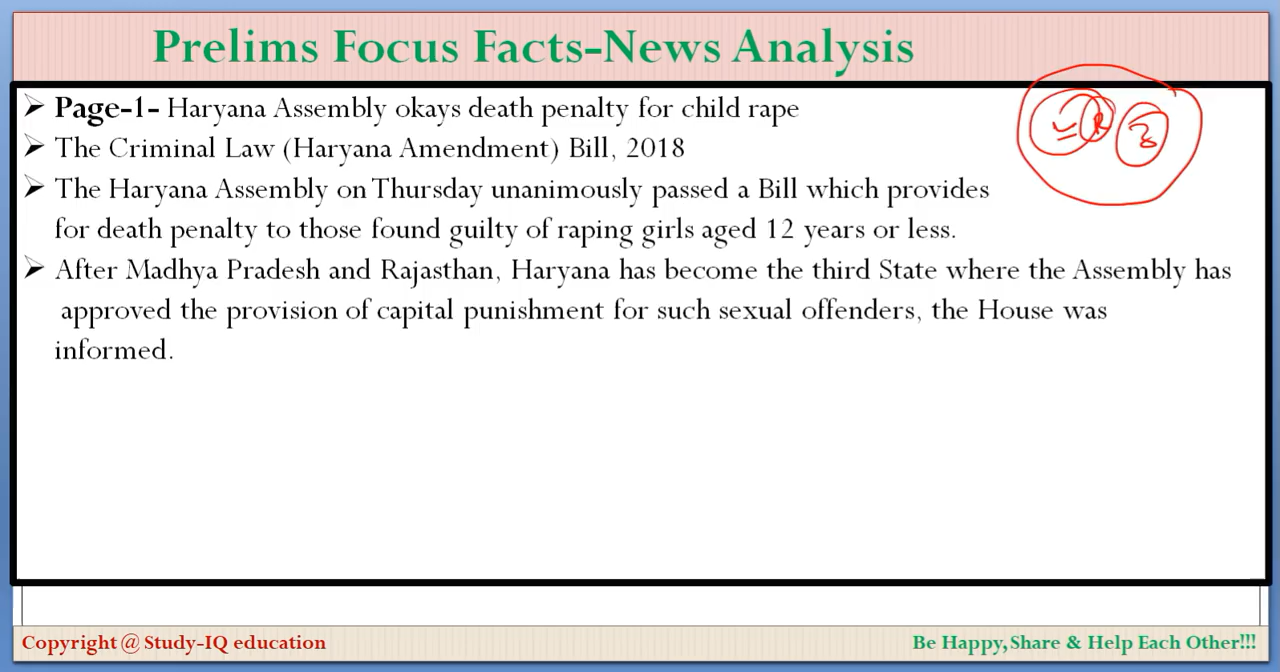 Prelims Focus Facts-News Analysis
➢ Page-1- Haryana Assembly okays death penalty for child rape
➢ The Criminal Law (Haryana Amendment) Bill, 2018
➢ The Haryana Assembly on Thursday unanimously passed a Bill which provides
for death penalty to those found guilty of raping girls aged 12 years or less.
➢ After Madhya Pradesh and Rajasthan, Haryana has become the third State where the Assembly has
approved the provision of capital punishment for such sexual offenders, the House was
informed.
Copyright @ Study-IQ education
Be Happy,Share & Help Each Other!!!